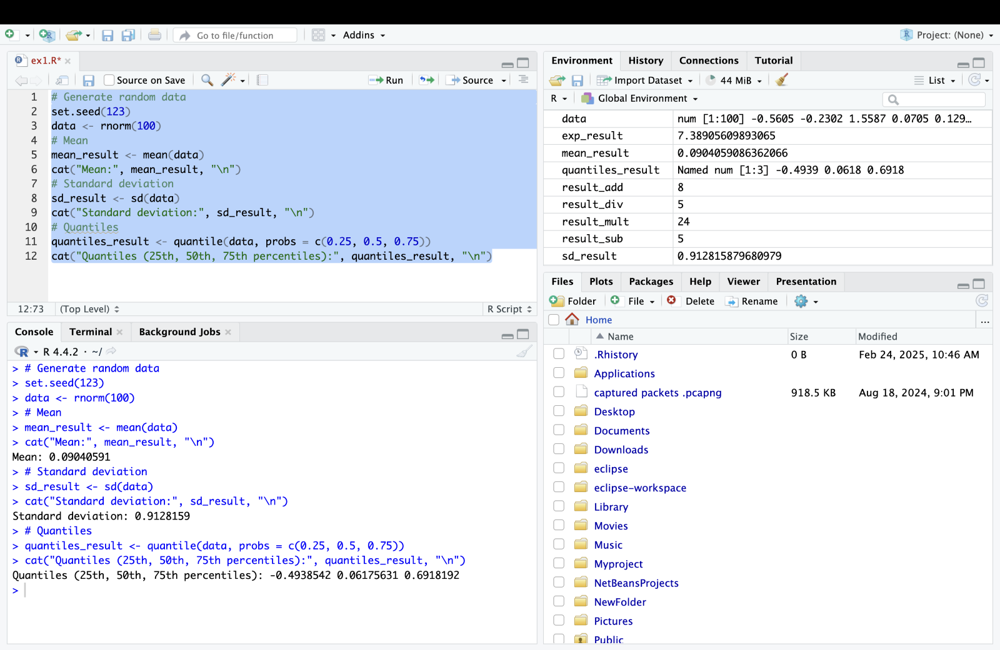 Go to file/function
Addins
Project: (None)
ex1.R*
Source on Save
Run
Source
1 # Generate random data
2 set.seed(123)
3 data <- rnorm(100)
4 # Mean
5 mean_result <- mean(data)
6 cat("Mean:", mean_result, "\n")
7 # Standard deviation
8 sd_result <- sd(data)
9 cat("Standard deviation:", sd_result, "\n")
10 # Quantiles
11 quantiles_result <- quantile(data, probs = c(0.25, 0.5, 0.75))
12 cat("Quantiles (25th, 50th, 75th percentiles):", quantiles_result, "\n")
12:73 (Top Level) R Script
Console Terminal Background Jobs
R 4.4.2 · ~/
> # Generate random data
> set.seed(123)
> data <- rnorm(100)
> # Mean
> mean_result <- mean(data)
> cat("Mean:", mean_result, "\n")
Mean: 0.09040591
> # Standard deviation
> sd_result <- sd(data)
> cat("Standard deviation:", sd_result, "\n")
Standard deviation: 0.9128159
> # Quantiles
> quantiles_result <- quantile(data, probs = c(0.25, 0.5, 0.75))
> cat("Quantiles (25th, 50th, 75th percentiles):", quantiles_result, "\n")
Quantiles (25th, 50th, 75th percentiles): -0.4938542 0.06175631 0.6918192
>
Environment History Connections Tutorial
Import Dataset 44 MiB List
R Global Environment
data num [1:100] -0.5605 -0.2302 1.5587 0.0705 0.129…
exp_result 7.38905609893065
mean_result 0.0904059086362066
quantiles_result Named num [1:3] -0.4939 0.0618 0.6918
result_add 8
result_div 5
result_mult 24
result_sub 5
sd_result 0.912815879680979
Files Plots Packages Help Viewer Presentation
Folder File Delete Rename
Home ...
Name Size Modified
.Rhistory 0 B Feb 24, 2025, 10:46 AM
Applications
captured packets .pcapng 918.5 KB Aug 18, 2024, 9:01 PM
Desktop
Documents
Downloads
eclipse
eclipse-workspace
Library
Movies
Music
Myproject
NetBeansProjects
NewFolder
Pictures
Public